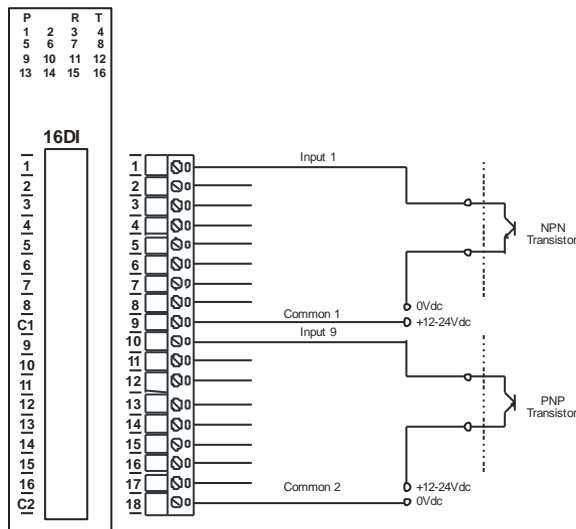 P R T
1 2 3 4
5 6 7 8
9 10 11 12
13 14 15 16
16DI
1
2
3
4
5
6
7
8
C1
9
10
11
12
13
14
15
16
C2
1
2
3
4
5
6
7
8
9
10
11
12
13
14
15
16
17
18
Input 1
NPN
Transistor
0Vdc
Common 1
+12-24Vdc
Input 9
PNP
Transistor
+12-24Vdc
Common 2
0Vdc